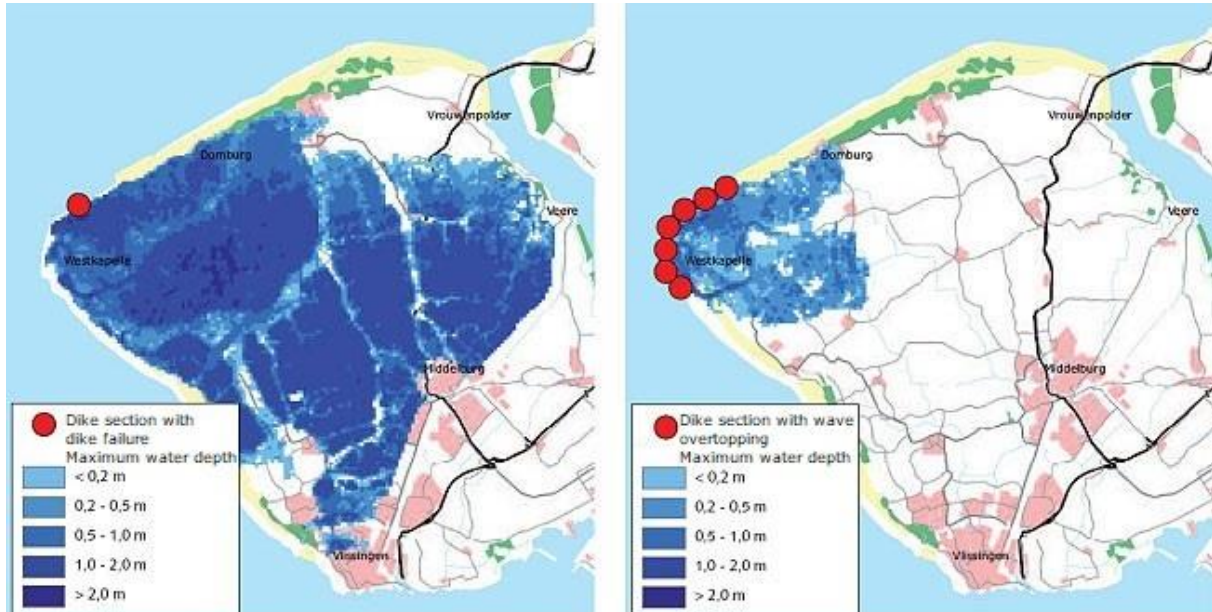 Vrouwenpolder
Domburg
Veere
Westkapelle
Middelburg
Vlissingen
Dike section with
dike failure
Maximum water depth
< 0,2 m
0,2 - 0,5 m
0,5 - 1,0 m
1,0 - 2,0 m
> 2,0 m
Vrouwenpolder
Domburg
Veere
Westkapelle
Middelburg
Vlissingen
Dike section with wave
overtopping
Maximum water depth
< 0,2 m
0,2 - 0,5 m
0,5 - 1,0 m
1,0 - 2,0 m
> 2,0 m